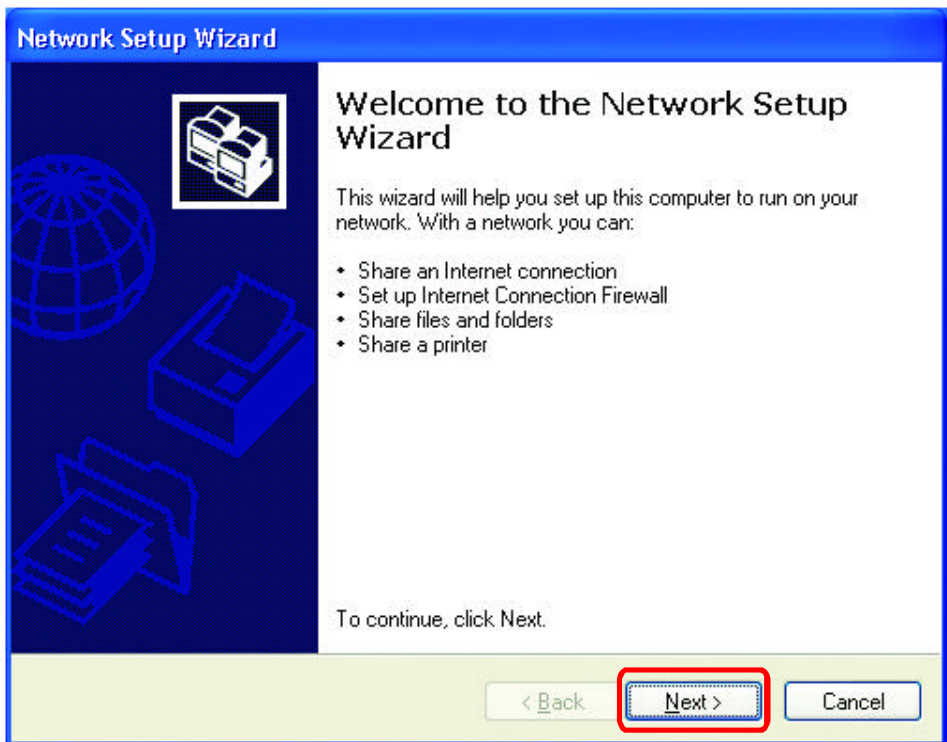 Network Setup Wizard
Welcome to the Network Setup
Wizard
This wizard will help you set up this computer to run on your
network. With a network you can:
• Share an Internet connection
• Set up Internet Connection Firewall
• Share files and folders
• Share a printer
To continue, click Next.
< Back Next > Cancel